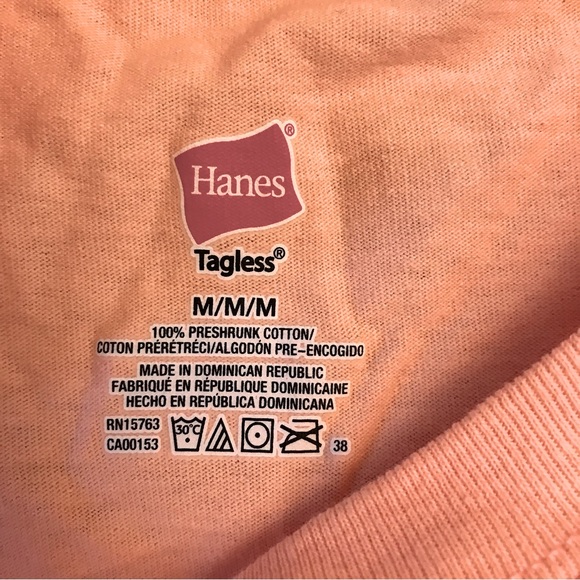 Hanes®
Tagless®
M/M/M
100% PRESHRUNK COTTON/
COTON PRÉRÉTRÉCI/ALGODÓN PRE-ENCOGIDO
MADE IN DOMINICAN REPUBLIC
FABRIQUÉ EN RÉPUBLIQUE DOMINICAINE
HECHO EN REPÚBLICA DOMINICANA
RN15763
CA00153 30°C 38